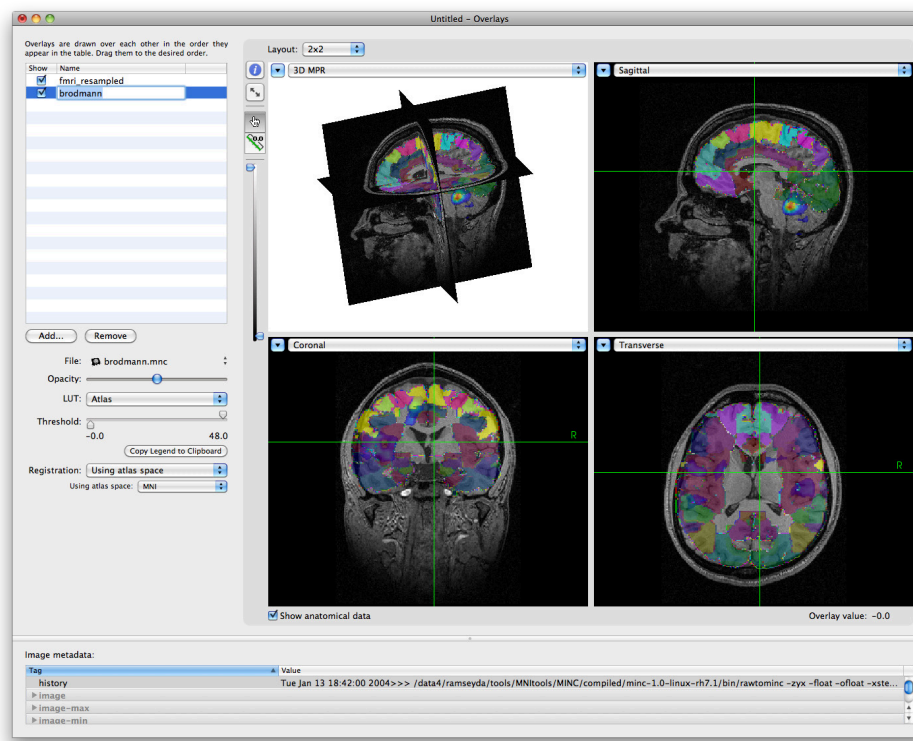 Untitled – Overlays
Overlays are drawn over each other in the order they
appear in the table. Drag them to the desired order.
Show Name
fmri_resampled
brodmann
Add... Remove
File: brodmann.mnc
Opacity:
LUT: Atlas
Threshold:
-0.0 48.0
Copy Legend to Clipboard
Registration: Using atlas space
Using atlas space: MNI
Layout: 2x2
3D MPR
Sagittal
Coronal
R
Transverse
R
Show anatomical data
Overlay value: -0.0
Image metadata:
Tag Value
history Tue Jan 13 18:42:00 2004>>> /data4/ramseyda/tools/MNItools/MINC/compiled/minc-1.0-linux-rh7.1/bin/rawtominc -zyx -float -ofloat -xste...
image
image-max
image-min